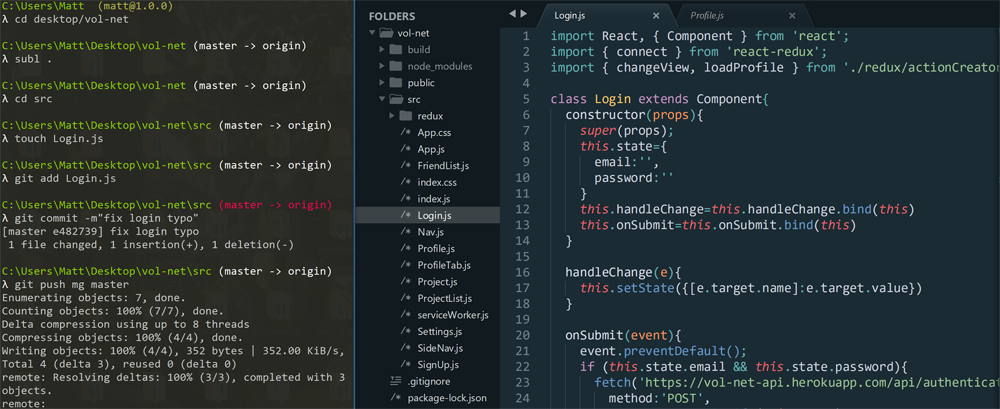 C:\Users\Matt (matt@1.0.0)
λ cd desktop/vol-net
C:\Users\Matt\Desktop\vol-net (master -> origin)
λ subl .
C:\Users\Matt\Desktop\vol-net (master -> origin)
λ cd src
C:\Users\Matt\Desktop\vol-net\src (master -> origin)
λ touch Login.js
C:\Users\Matt\Desktop\vol-net\src (master -> origin)
λ git add Login.js
C:\Users\Matt\Desktop\vol-net\src (master -> origin)
λ git commit -m"fix login typo"
[master e482739] fix login typo
1 file changed, 1 insertion(+), 1 deletion(-)
C:\Users\Matt\Desktop\vol-net\src (master -> origin)
λ git push mg master
Enumerating objects: 7, done.
Counting objects: 100% (7/7), done.
Delta compression using up to 8 threads
Compressing objects: 100% (4/4), done.
Writing objects: 100% (4/4), 352 bytes | 352.00 KiB/s,
Total 4 (delta 3), reused 0 (delta 0)
remote: Resolving deltas: 100% (3/3), completed with 3
objects.
remote:
FOLDERS
vol-net
build
node_modules
public
src
redux
/* App.css
/* App.js
/* FriendList.js
/* index.css
/* index.js
/* Login.js
/* Nav.js
/* Profile.js
/* ProfileTab.js
/* Project.js
/* ProjectList.js
/* serviceWorker.js
/* Settings.js
/* SideNav.js
/* SignUp.js
.gitignore
package-lock.json
Login.js
Profile.js
1 import React, { Component } from 'react';
2 import { connect } from 'react-redux';
3 import { changeView, loadProfile } from './redux/actionCreator
4
5 class Login extends Component{
6 constructor(props){
7 super(props);
8 this.state={
9 email:'',
10 password:''
11 }
12 this.handleChange=this.handleChange.bind(this)
13 this.onSubmit=this.onSubmit.bind(this)
14 }
15
16 handleChange(e){
17 this.setState({[e.target.name]:e.target.value})
18 }
19
20 onSubmit(event){
21 event.preventDefault();
22 if (this.state.email && this.state.password){
23 fetch('https://vol-net-api.herokuapp.com/api/authentica
24 method:'POST',